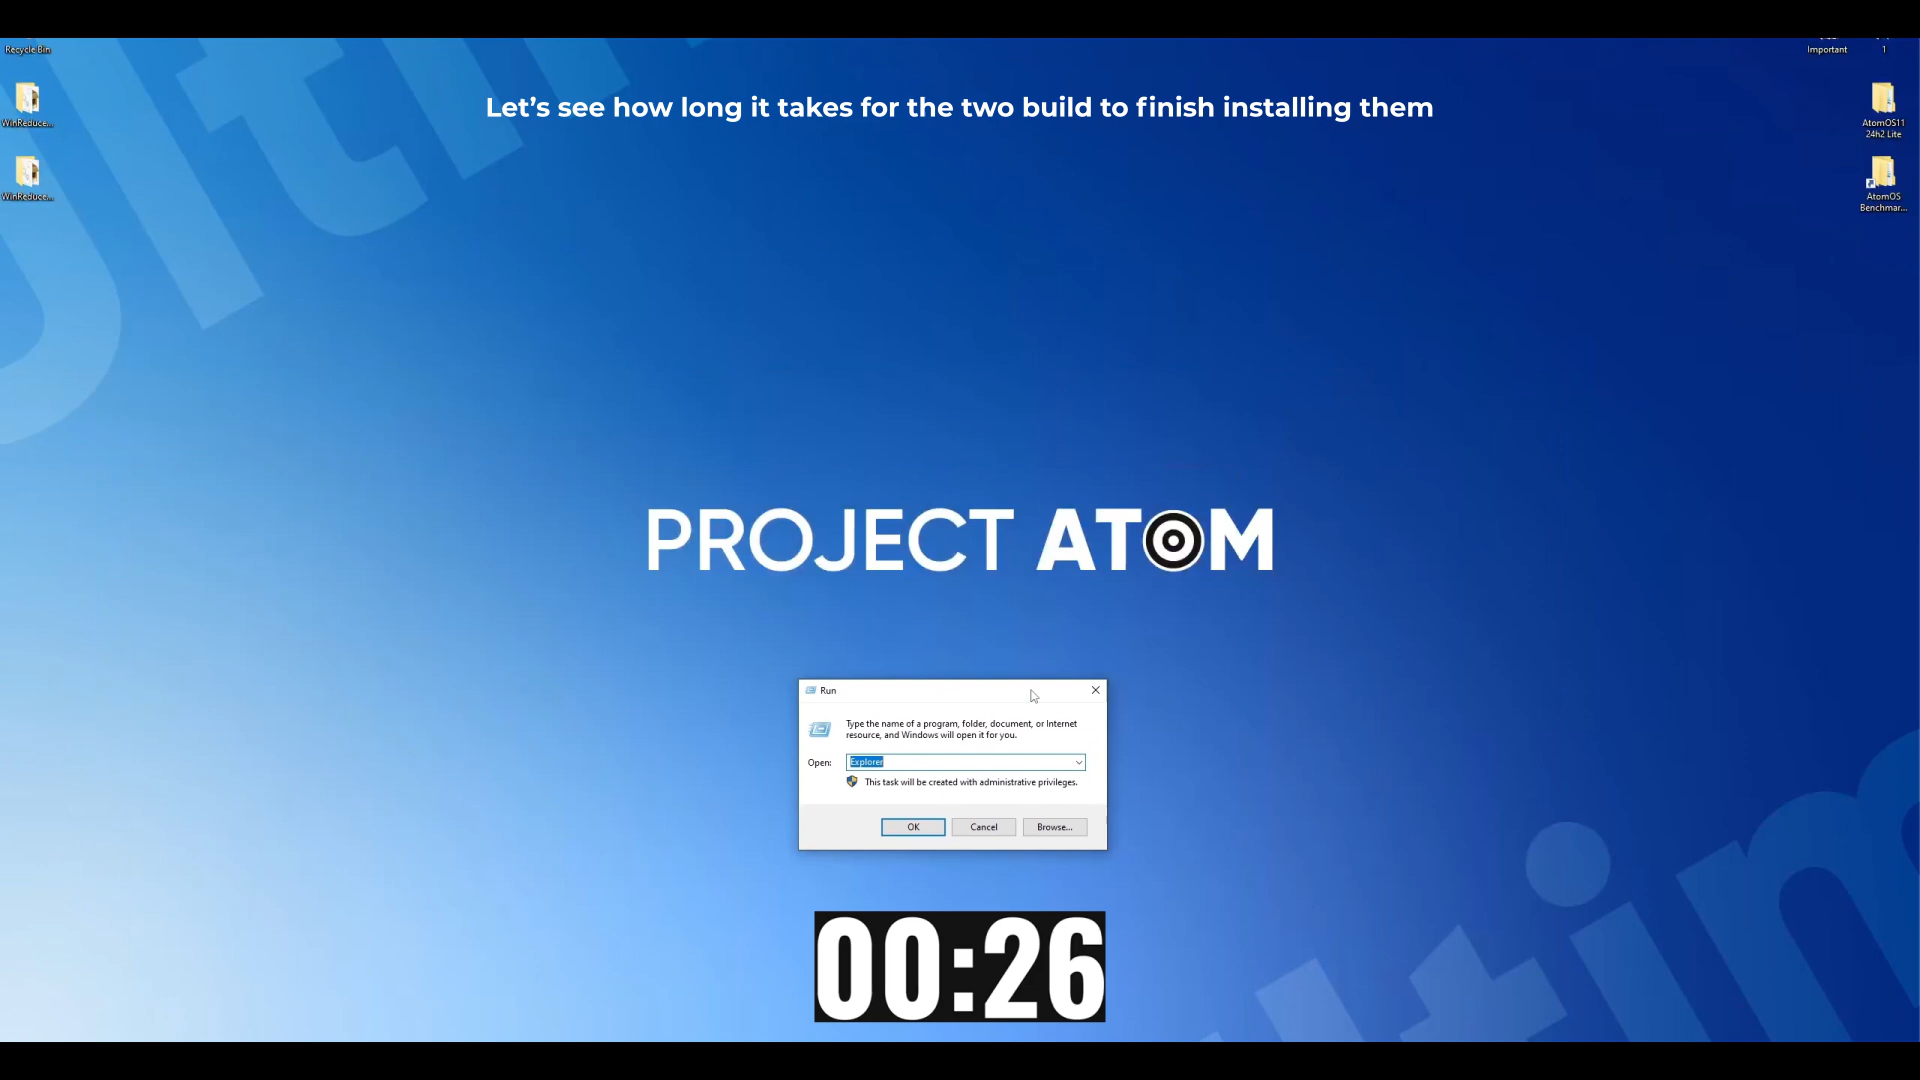 Recycle Bin
Important
1
Let’s see how long it takes for the two build to finish installing them
WinReduce...
AtomOS11
24h2 Lite
WinReduce...
AtomOS
Benchmar...
PROJECT ATOM
Run
Type the name of a program, folder, document, or Internet
resource, and Windows will open it for you.
Open:
Explorer
This task will be created with administrative privileges.
OK
Cancel
Browse...
00:26